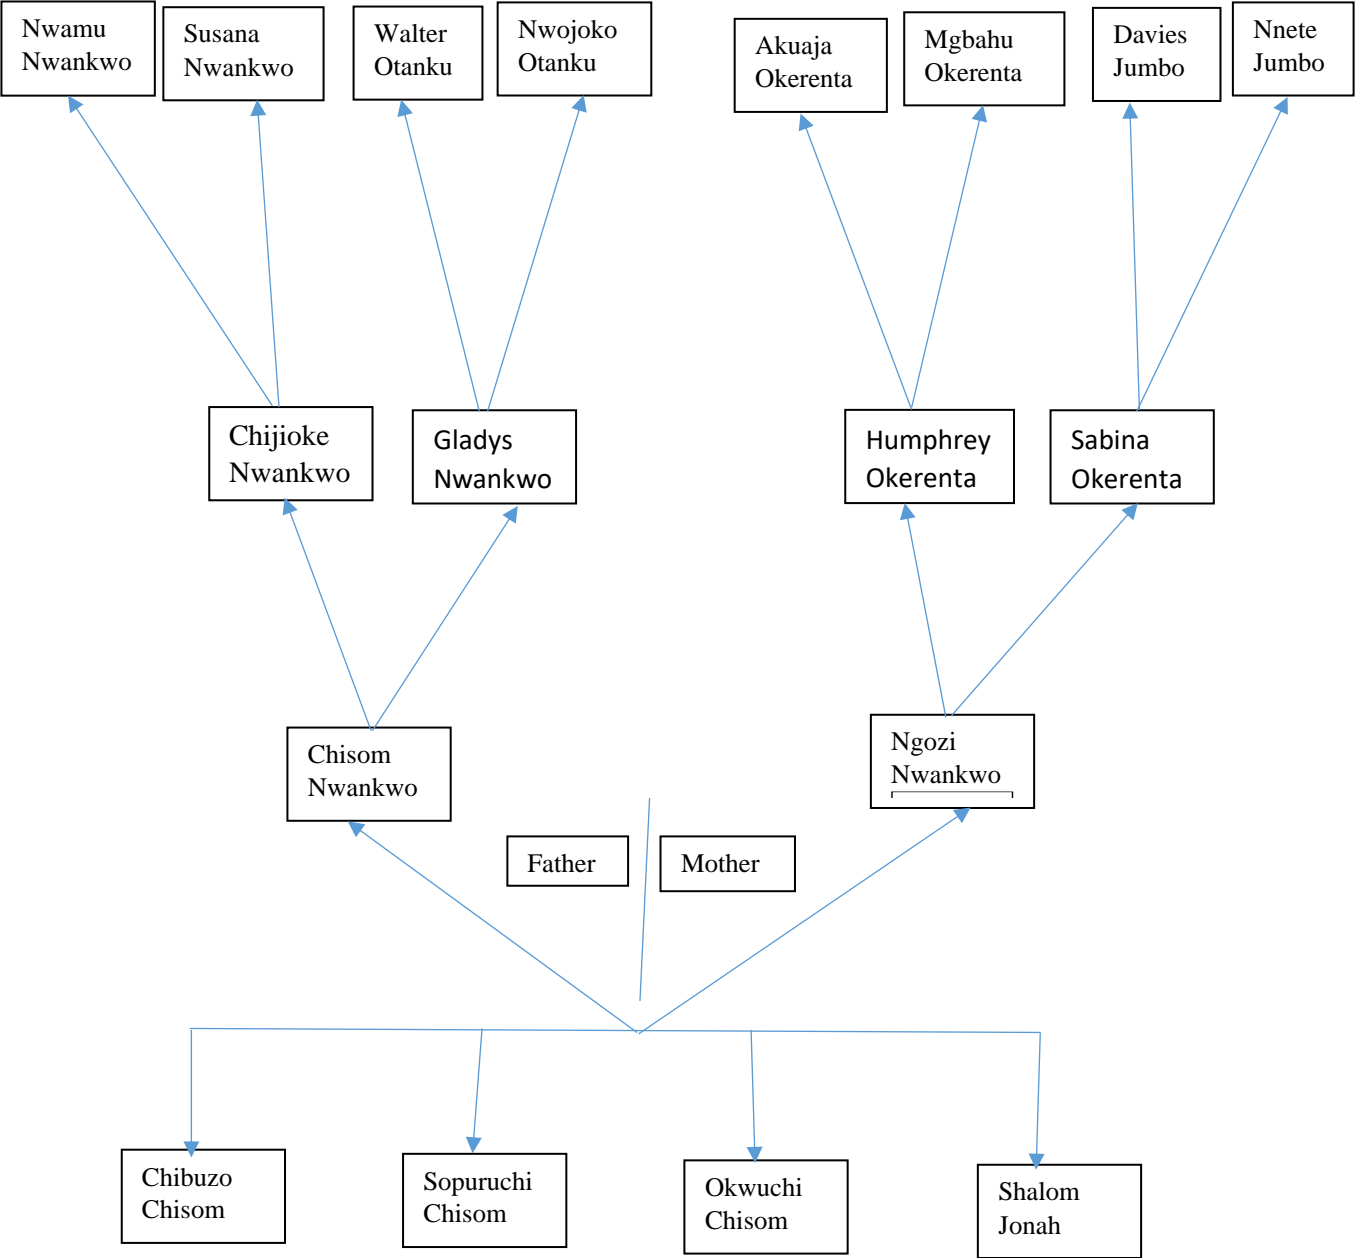 Nwamu
Nwankwo
Susana
Nwankwo
Walter
Otanku
Nwojoko
Otanku
Akuaja
Okerenta
Mgbahu
Okerenta
Davies
Jumbo
Nnete
Jumbo
Chijioke
Nwankwo
Gladys
Nwankwo
Humphrey
Okerenta
Sabina
Okerenta
Chisom
Nwankwo
Ngozi
Nwankwo
Father
Mother
Chibuzo
Chisom
Sopuruchi
Chisom
Okwuchi
Chisom
Shalom
Jonah